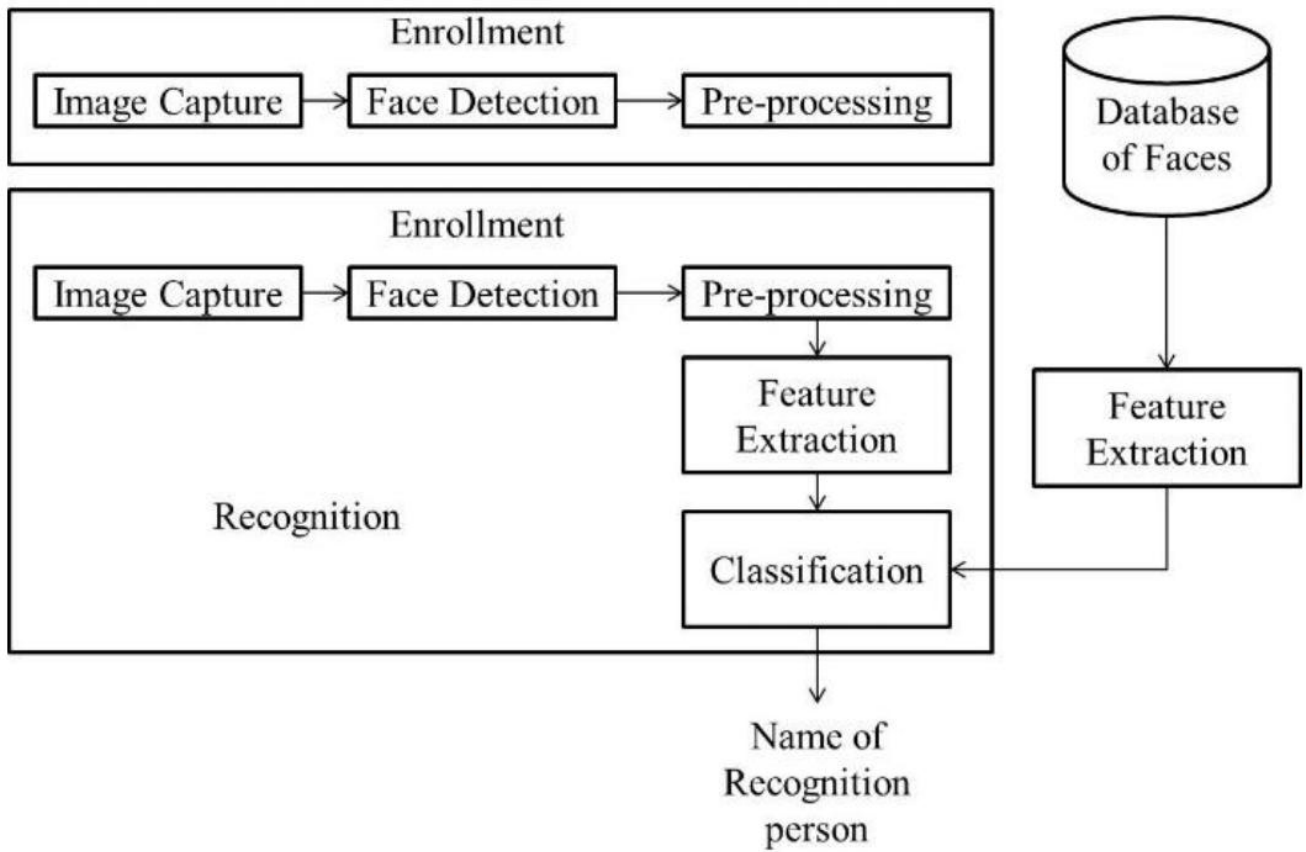 Enrollment
Image Capture
Face Detection
Pre-processing
Database
of Faces
Enrollment
Image Capture
Face Detection
Pre-processing
Feature
Extraction
Feature
Extraction
Recognition
Classification
Name of
Recognition
person